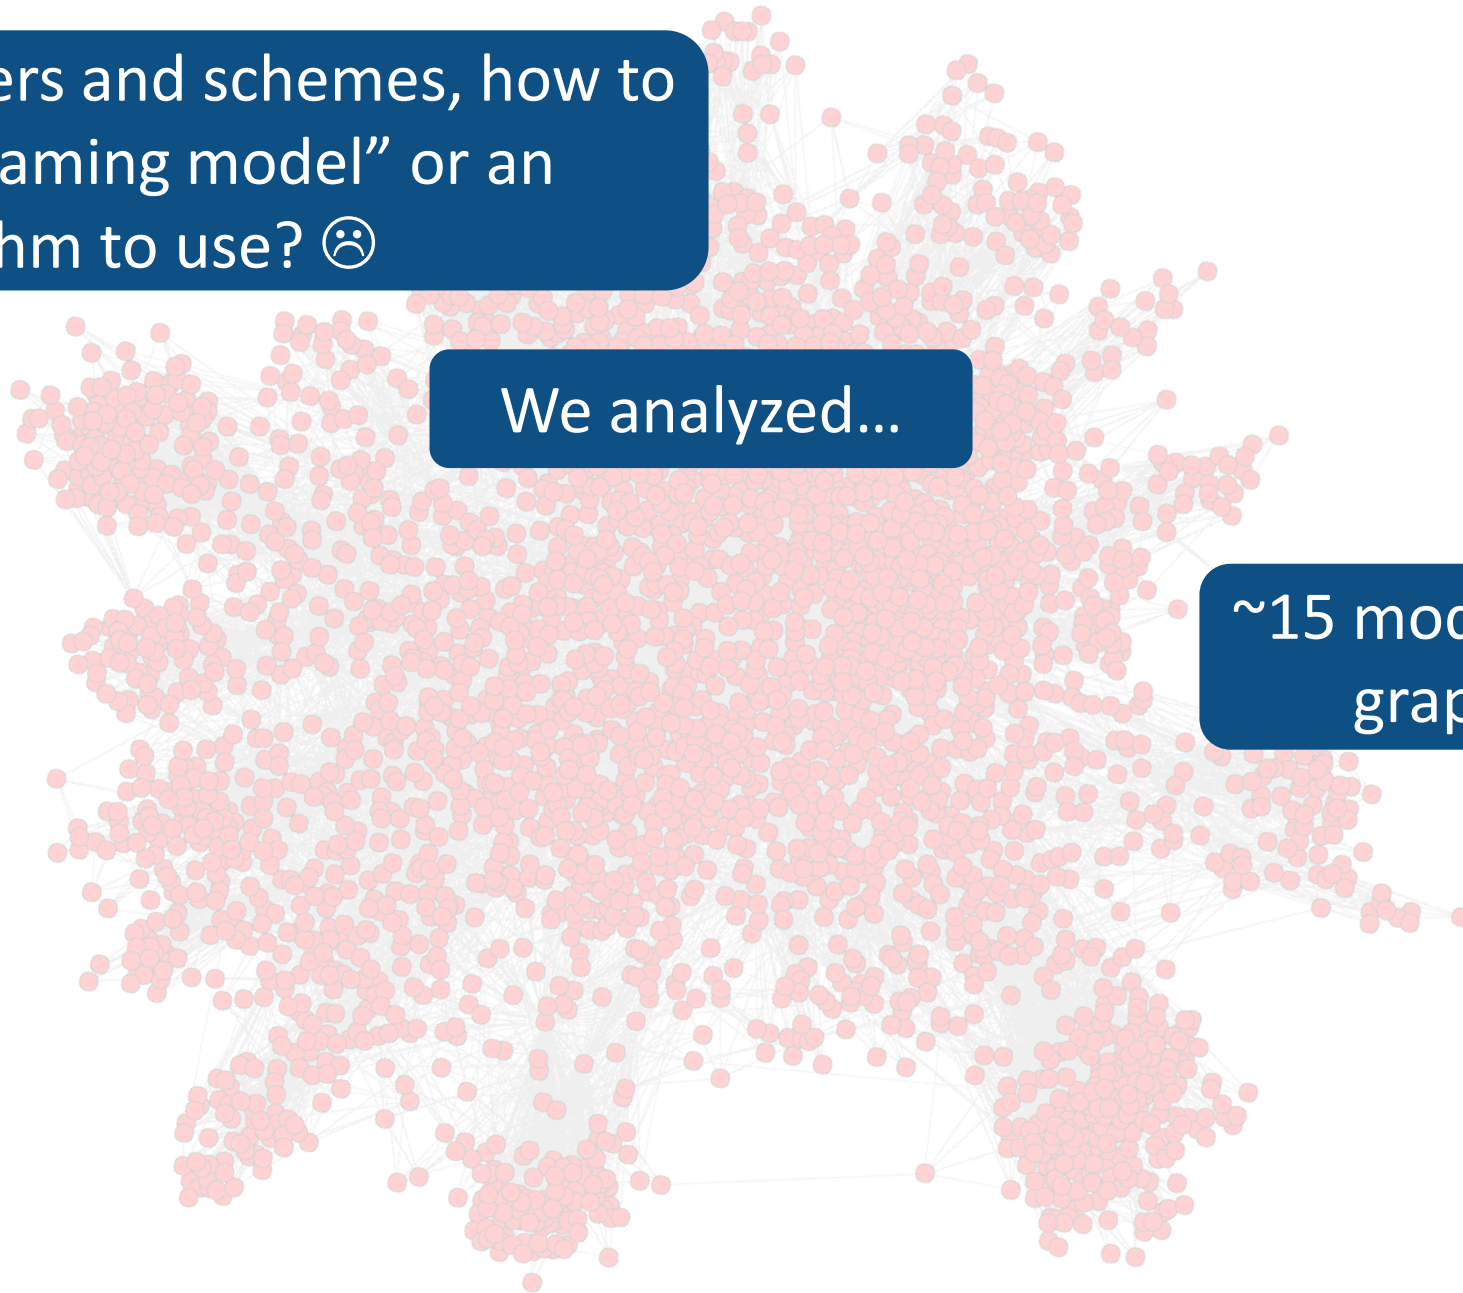 ers and schemes, how to
aming model” or an
hm to use? ☹
We analyzed...
~15 mod
grap